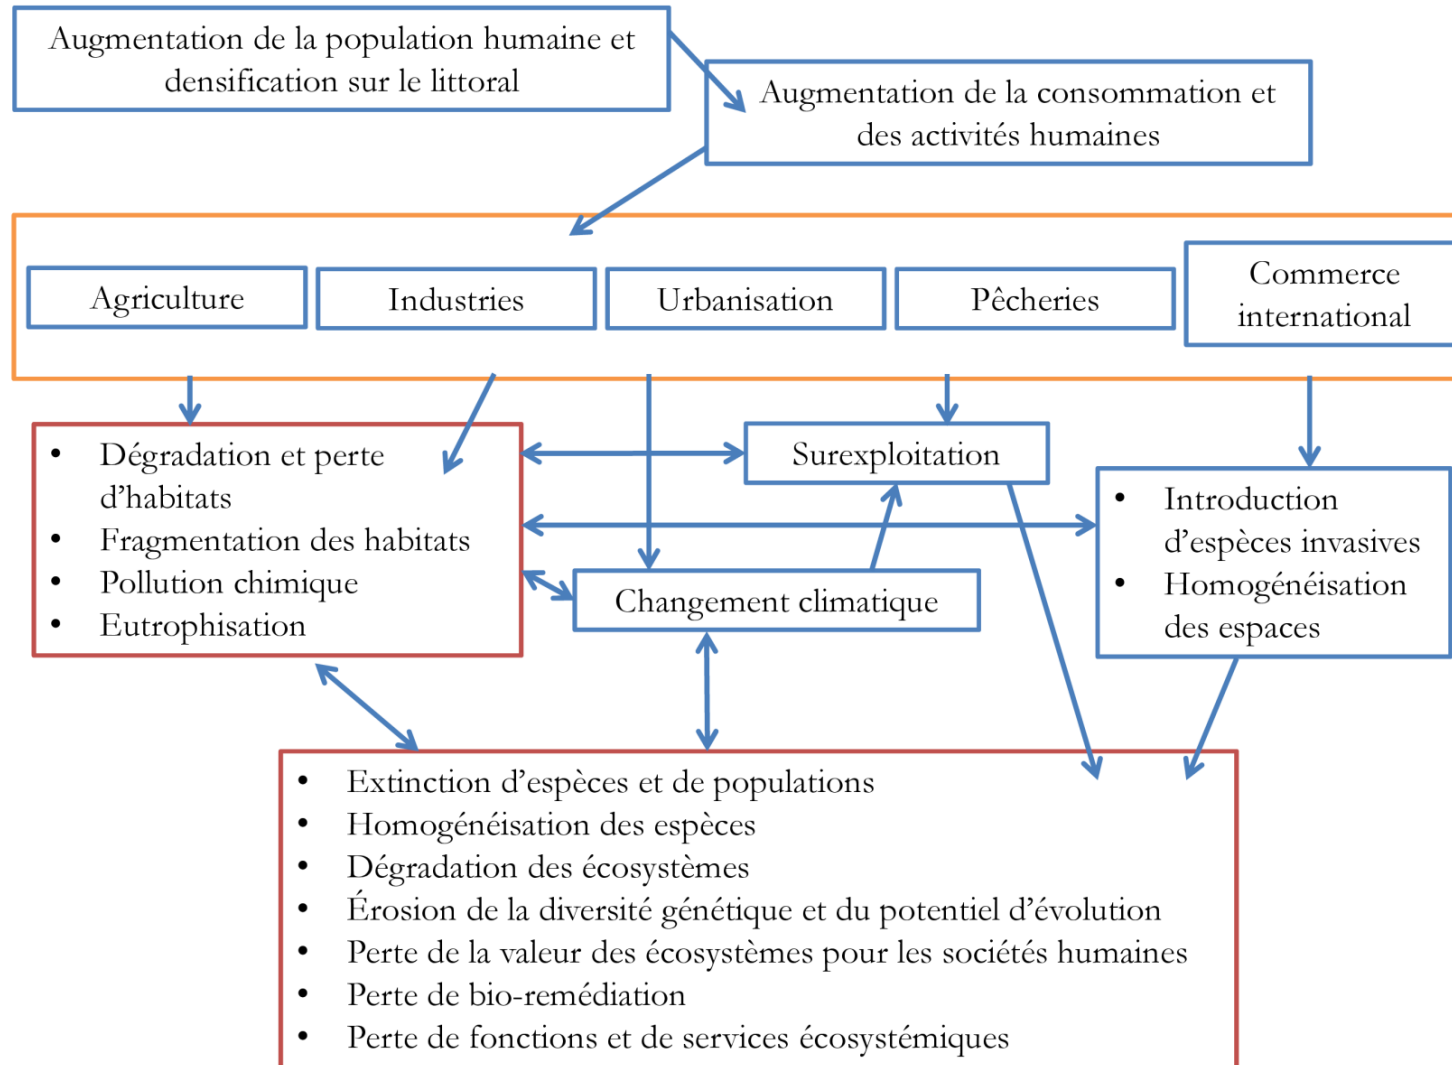 Augmentation de la population humaine et
densification sur le littoral
Augmentation de la consommation et
des activités humaines
Agriculture
Industries
Urbanisation
Pêcheries
Commerce
international
• Dégradation et perte
d'habitats
• Fragmentation des habitats
• Pollution chimique
• Eutrophisation
Surexploitation
Changement climatique
• Introduction
d'espèces invasives
• Homogénéisation
des espaces
• Extinction d'espèces et de populations
• Homogénéisation des espèces
• Dégradation des écosystèmes
• Érosion de la diversité génétique et du potentiel d'évolution
• Perte de la valeur des écosystèmes pour les sociétés humaines
• Perte de bio-remédiation
• Perte de fonctions et de services écosystémiques